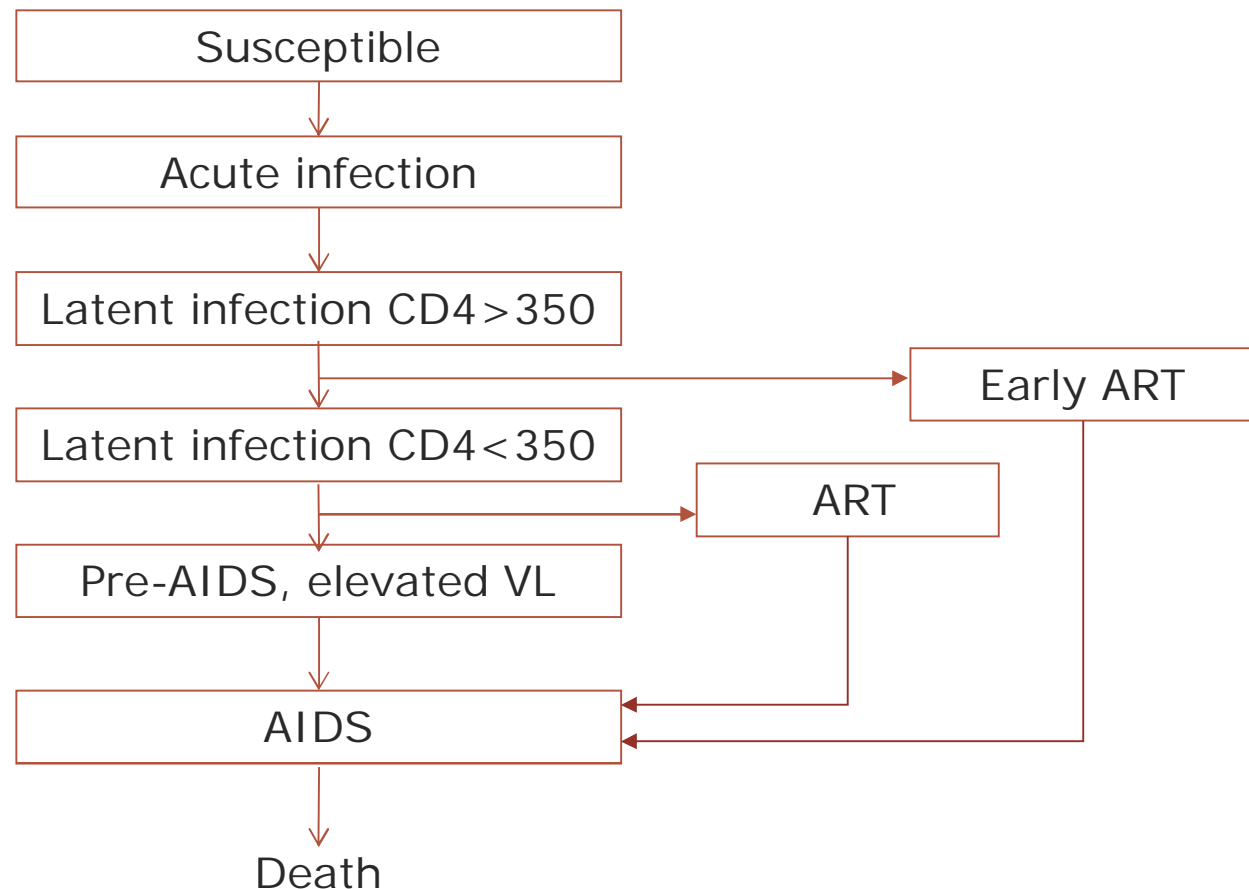 Susceptible
Acute infection
Latent infection CD4>350
Early ART
Latent infection CD4<350
ART
Pre-AIDS, elevated VL
AIDS
Death